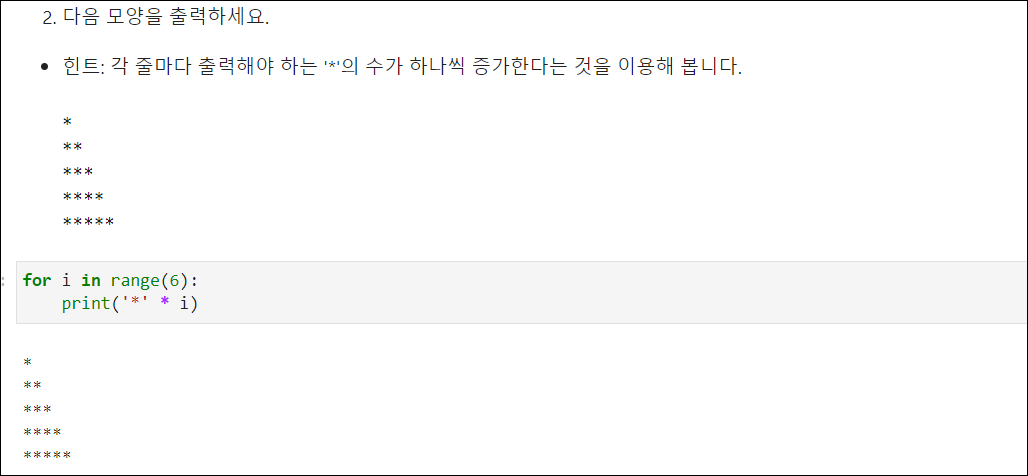 2. 다음 모양을 출력하세요.
• 힌트: 각 줄마다 출력해야 하는 '*'의 수가 하나씩 증가한다는 것을 이용해 봅니다.
*
**
***
****
*****
:
for i in range(6):
    print('*' * i)
*
**
***
****
*****